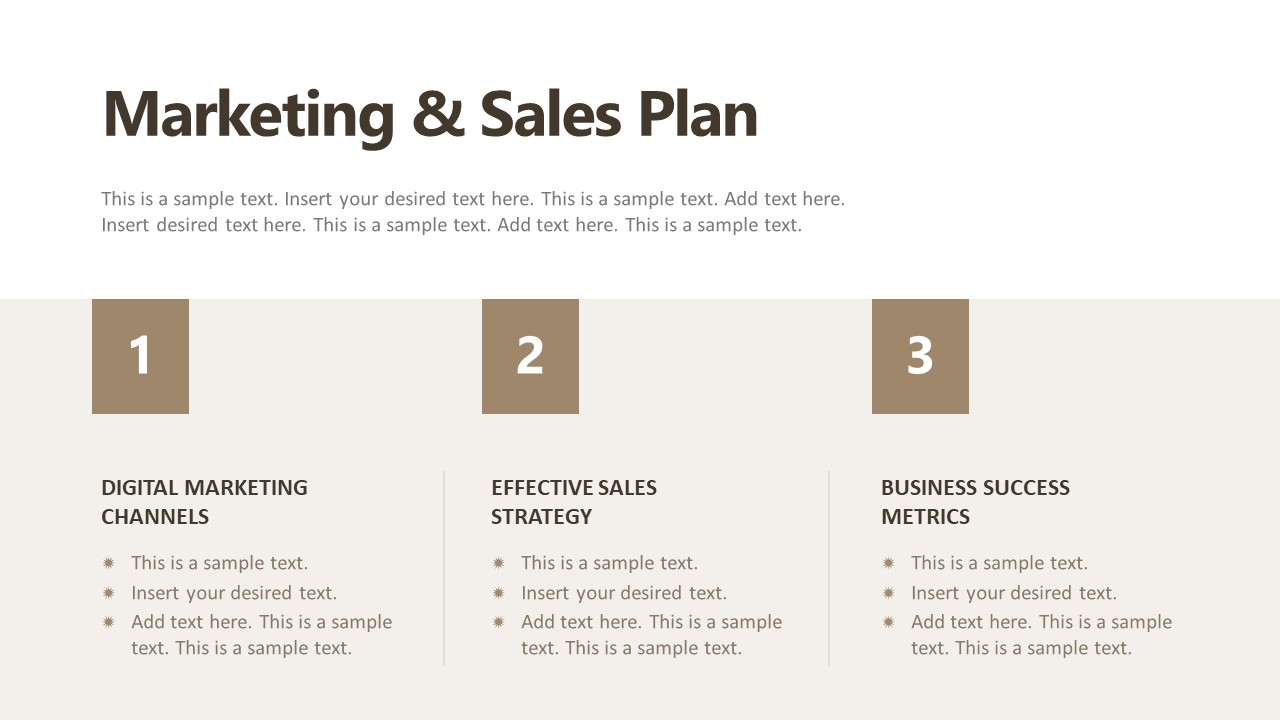 Marketing & Sales Plan
This is a sample text. Insert your desired text here. This is a sample text. Add text here.
Insert desired text here. This is a sample text. Add text here. This is a sample text.
1
DIGITAL MARKETING
CHANNELS
This is a sample text.
Insert your desired text.
Add text here. This is a sample
text. This is a sample text.
2
EFFECTIVE SALES
STRATEGY
This is a sample text.
Insert your desired text.
Add text here. This is a sample
text. This is a sample text.
3
BUSINESS SUCCESS
METRICS
This is a sample text.
Insert your desired text.
Add text here. This is a sample
text. This is a sample text.